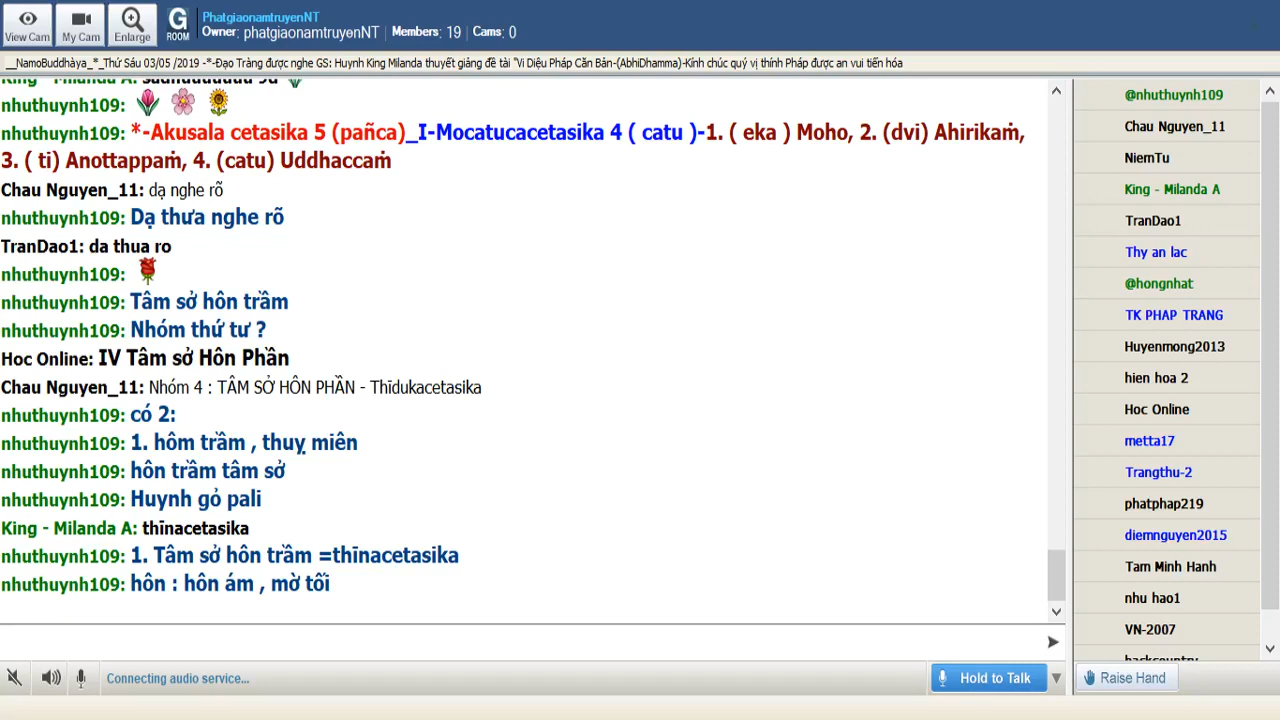 View Cam
My Cam
Enlarge
G
ROOM
PhatgiaonamtruyenNT
Owner: phatgiaonamtruyenNT Members: 19 Cams: 0
__NamoBuddhàya_*_Thứ Sáu 03/05 /2019 -*-Đạo Tràng được nghe GS: Huynh King Milanda thuyết giảng đề tài "Vi Diệu Pháp Căn Bản-(AbhiDhamma)-Kính chúc quý vị thính Pháp được an vui tiến hóa
King - Milanda A:
nhuthuynh109:
nhuthuynh109: *-Akusala cetasika 5 (pañca)_I-Mocatucacetasika 4 ( catu )-1. ( eka ) Moho, 2. (dvi) Ahirikaṁ,
3. ( ti) Anottappaṁ, 4. (catu) Uddhaccaṁ
Chau Nguyen_11: dạ nghe rõ
nhuthuynh109: Dạ thưa nghe rõ
TranDao1: da thua ro
nhuthuynh109:
nhuthuynh109: Tâm sở hôn trầm
nhuthuynh109: Nhóm thứ tư ?
Hoc Online: IV Tâm sở Hôn Phần
Chau Nguyen_11: Nhóm 4 : TÂM SỞ HÔN PHẦN - Thīdukacetasika
nhuthuynh109: có 2:
nhuthuynh109: 1. hôm trầm , thuỵ miên
nhuthuynh109: hôn trầm tâm sở
nhuthuynh109: Huynh gỏ pali
King - Milanda A: thīnacetasika
nhuthuynh109: 1. Tâm sở hôn trầm =thīnacetasika
nhuthuynh109: hôn : hôn ám , mờ tối
Connecting audio service...
Hold to Talk
@nhuthuynh109
Chau Nguyen_11
NiemTu
King - Milanda A
TranDao1
Thy an lac
@hongnhat
TK PHAP TRANG
Huyenmong2013
hien hoa 2
Hoc Online
metta17
Trangthu-2
phatphap219
diemnguyen2015
Tam Minh Hanh
nhu hao1
VN-2007
Raise Hand